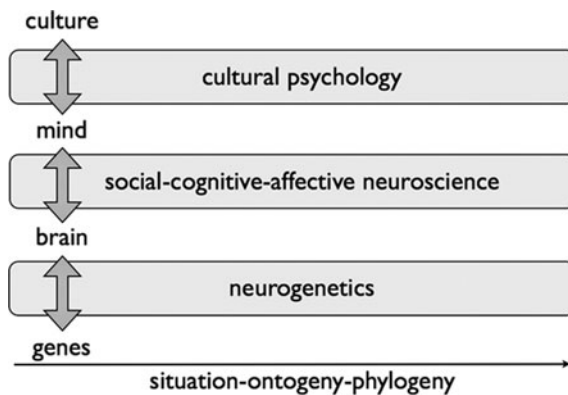 culture
cultural psychology
mind
social-cognitive-affective neuroscience
brain
neurogenetics
genes
situation-ontogeny-phylogeny